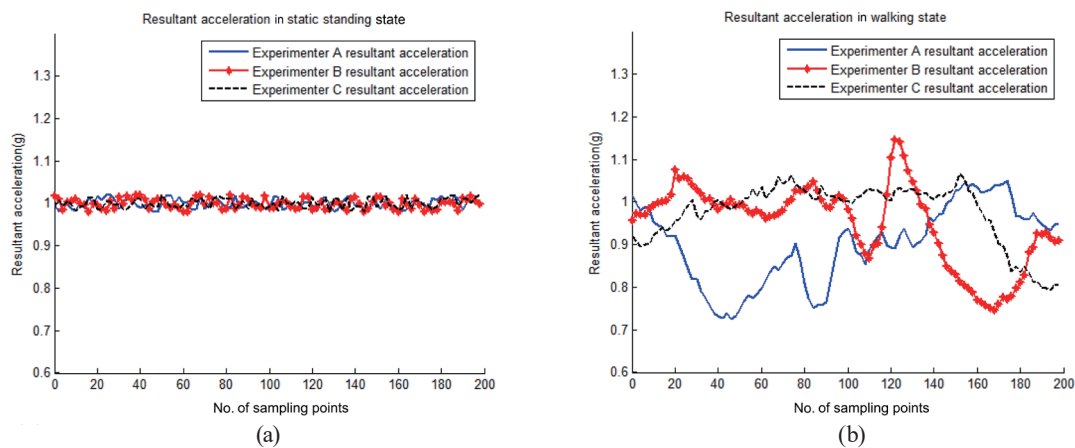 Resultant acceleration in static standing state
1.3
1.2
1.1
1
0.9
0.8
0.7
0.6
Resultant acceleration(g)
Experimenter A resultant acceleration
Experimenter B resultant acceleration
Experimenter C resultant acceleration
0 20 40 60 80 100 120 140 160 180 200
No. of sampling points
(a)
Resultant acceleration in walking state
1.3
1.2
1.1
1
0.9
0.8
0.7
0.6
Resultant acceleration(g)
Experimenter A resultant acceleration
Experimenter B resultant acceleration
Experimenter C resultant acceleration
0 20 40 60 80 100 120 140 160 180 200
No. of sampling points
(b)